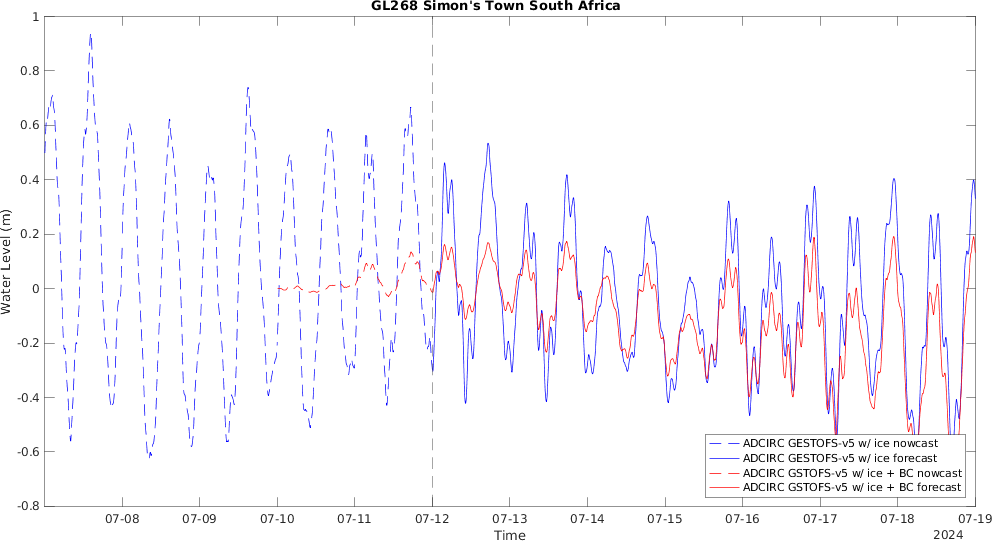 GL268 Simon's Town South Africa
Water Level (m)
1
0.8
0.6
0.4
0.2
0
-0.2
-0.4
-0.6
-0.8
ADCIRC GESTOFS-v5 w/ ice nowcast
ADCIRC GESTOFS-v5 w/ ice forecast
ADCIRC GSTOFS-v5 w/ ice + BC nowcast
ADCIRC GSTOFS-v5 w/ ice + BC forecast
07-08 07-09 07-10 07-11 07-12 07-13 07-14 07-15 07-16 07-17 07-18 07-19
Time
2024